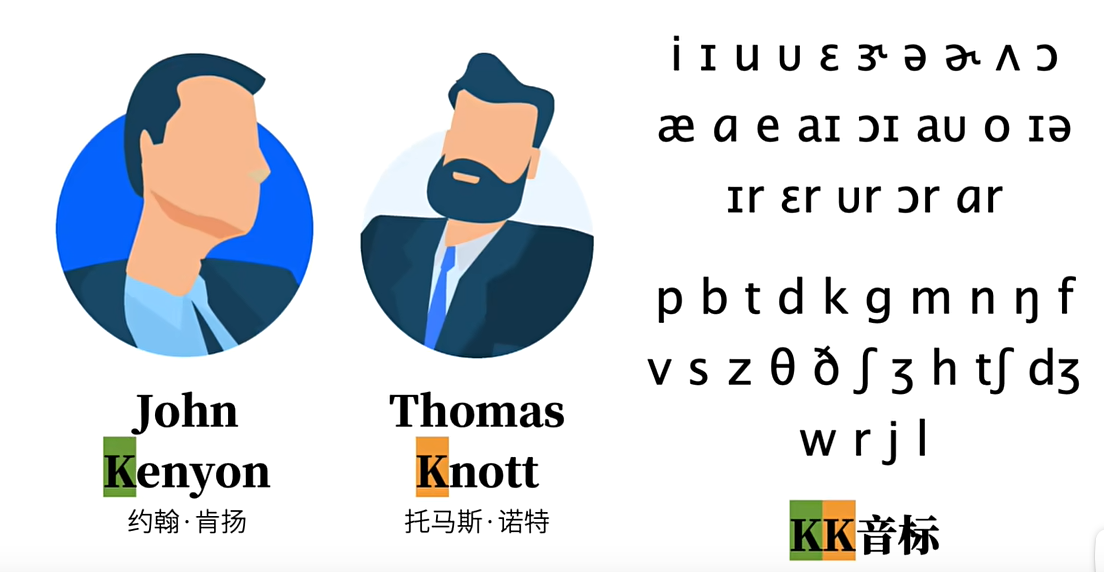 i ɪ u ʊ ɛ ɝ ə ɚ ʌ ɔ
æ ɑ e aɪ ɔɪ aʊ o ɪə
ɪr ɛr ʊr ɔr ɑr
p b t d k g m n ŋ f
v s z θ ð ʃ ʒ h tʃ dʒ
w r j l
John
Kenyon
约翰·肯扬
Thomas
Knott
托马斯·诺特
KK音标